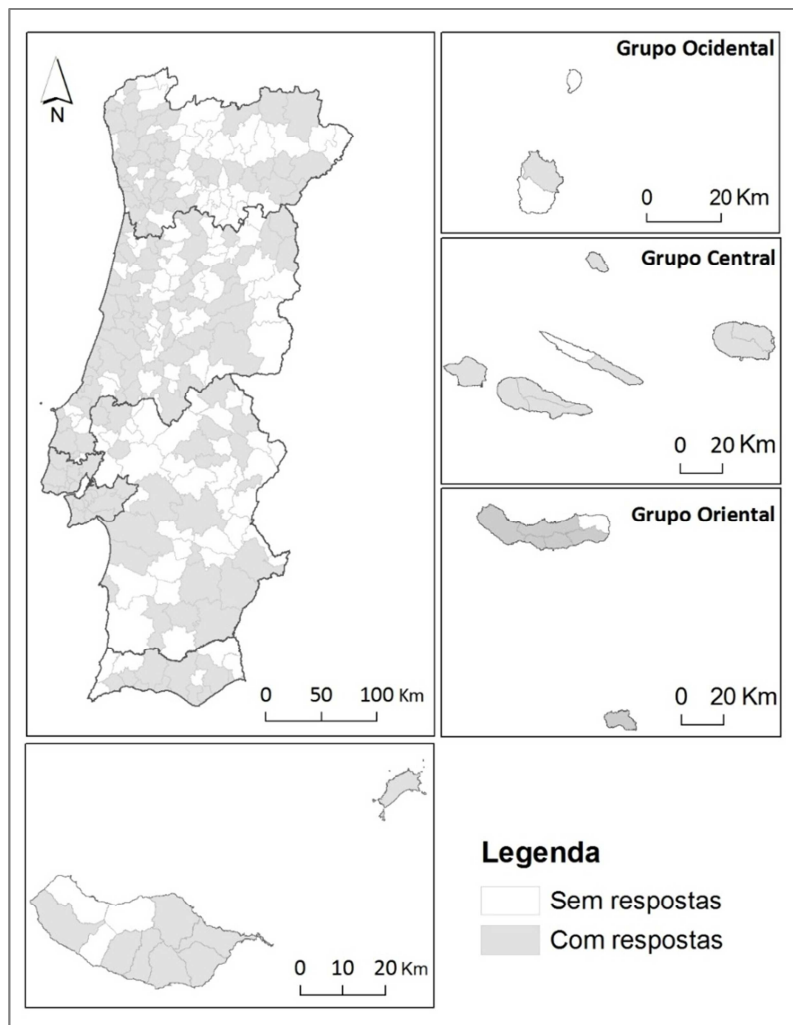 N
0 50 100 Km
Grupo Ocidental
0 20 Km
Grupo Central
0 20 Km
Grupo Oriental
0 20 Km
0 10 20 Km
Legenda
Sem respostas
Com respostas